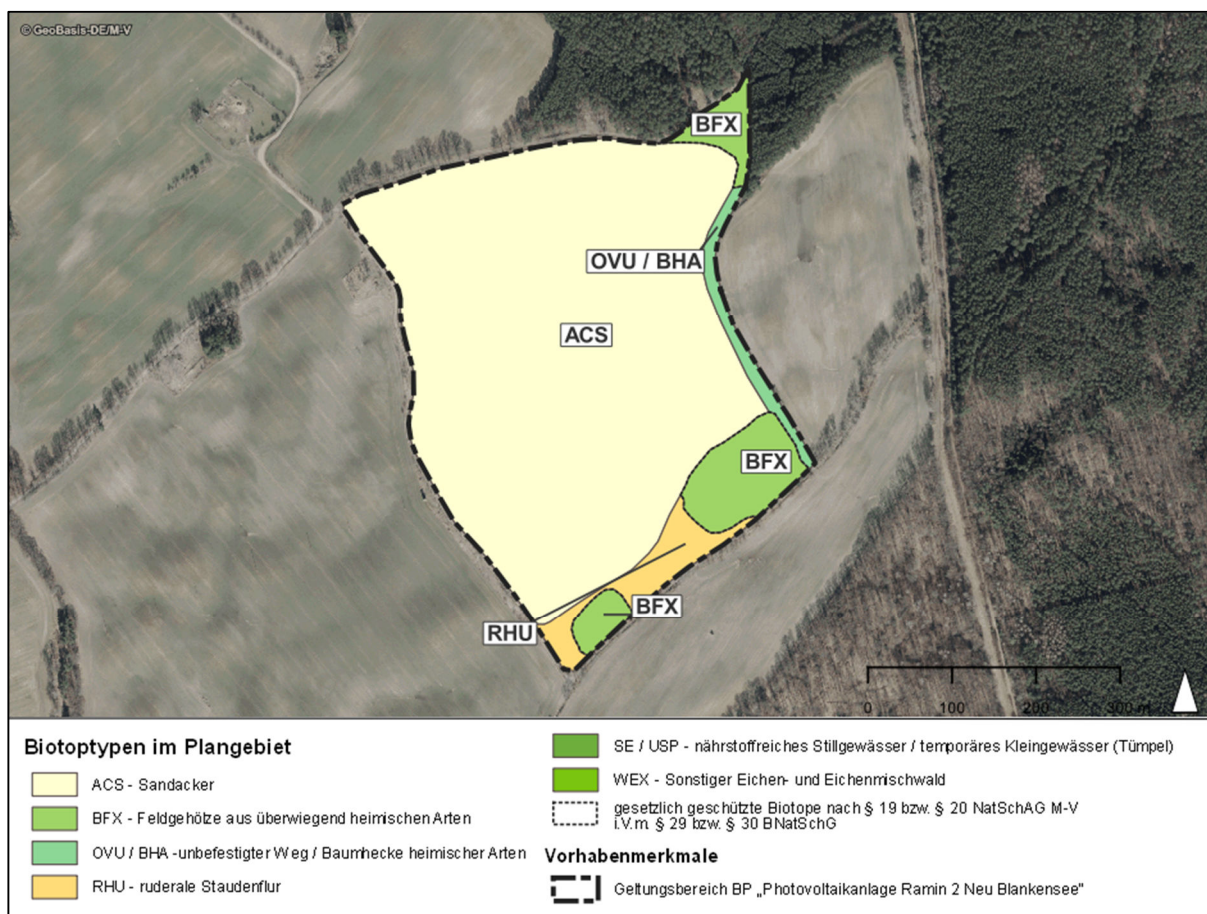 © GeoBasis-DE/M-V
BFX
OVU / BHA
ACS
BFX
BFX
RHU
0 100 200 300 m
Biotoptypen im Plangebiet
ACS - Sandacker
BFX - Feldgehölze aus überwiegend heimischen Arten
OVU / BHA -unbefestigter Weg / Baumhecke heimischer Arten
RHU - ruderale Staudenflur
SE / USP - nährstoffreiches Stillgewässer / temporäres Kleingewässer (Tümpel)
WEX - Sonstiger Eichen- und Eichenmischwald
gesetzlich geschützte Biotope nach § 19 bzw. § 20 NatSchAG M-V
i.V.m. § 29 bzw. § 30 BNatSchG
Vorhabenmerkmale
Geltungsbereich BP „Photovoltaikanlage Ramin 2 Neu Blankensee"